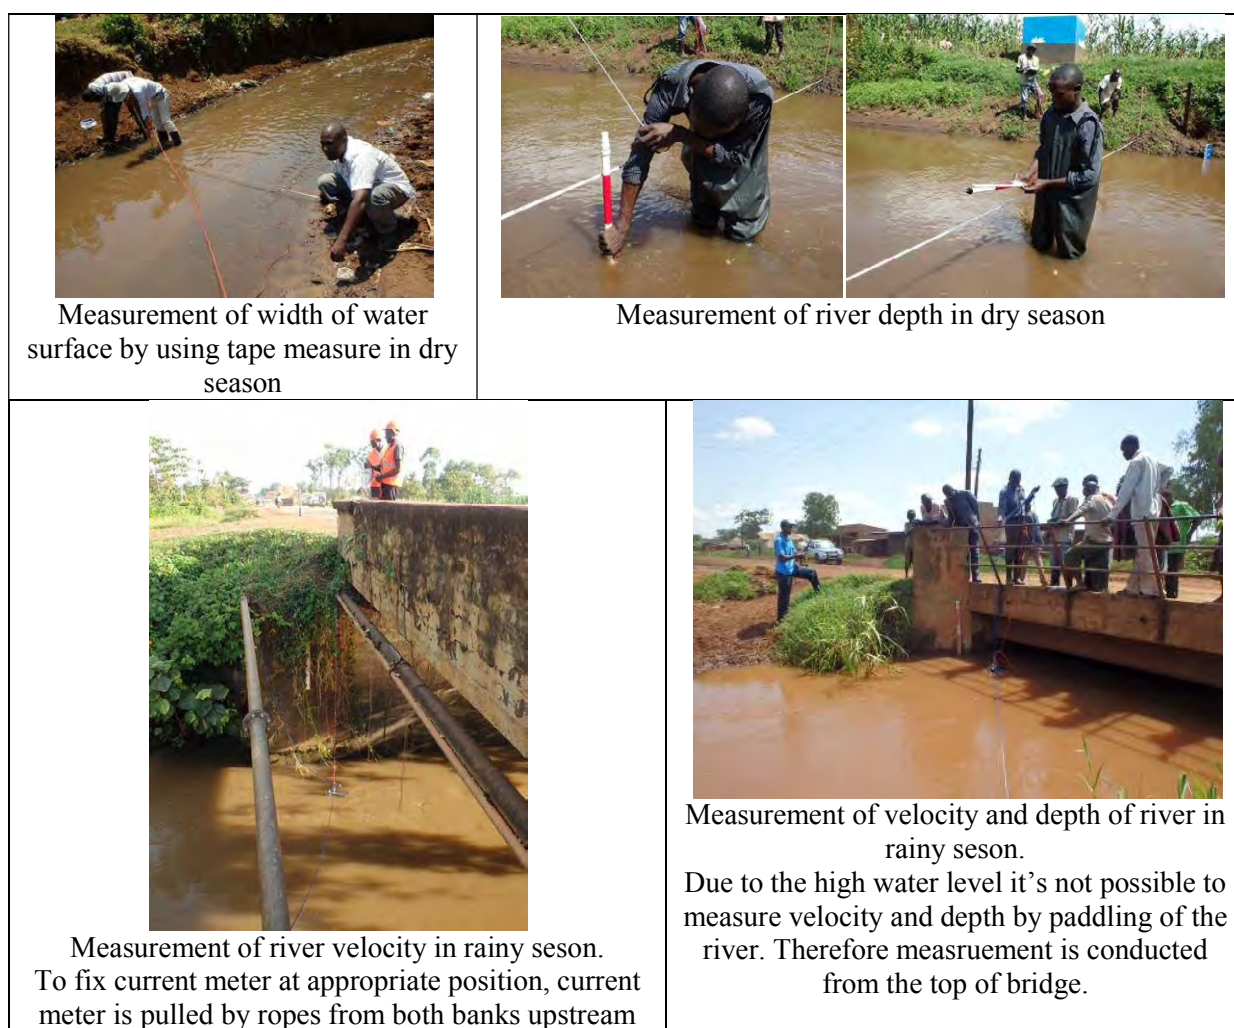 Measurement of width of water
surface by using tape measure in dry
season
Measurement of river depth in dry season
Measurement of river velocity in rainy seson.
To fix current meter at appropriate position, current
meter is pulled by ropes from both banks upstream
Measurement of velocity and depth of river in
rainy seson.
Due to the high water level it’s not possible to
measure velocity and depth by paddling of the
river. Therefore measruement is conducted
from the top of bridge.